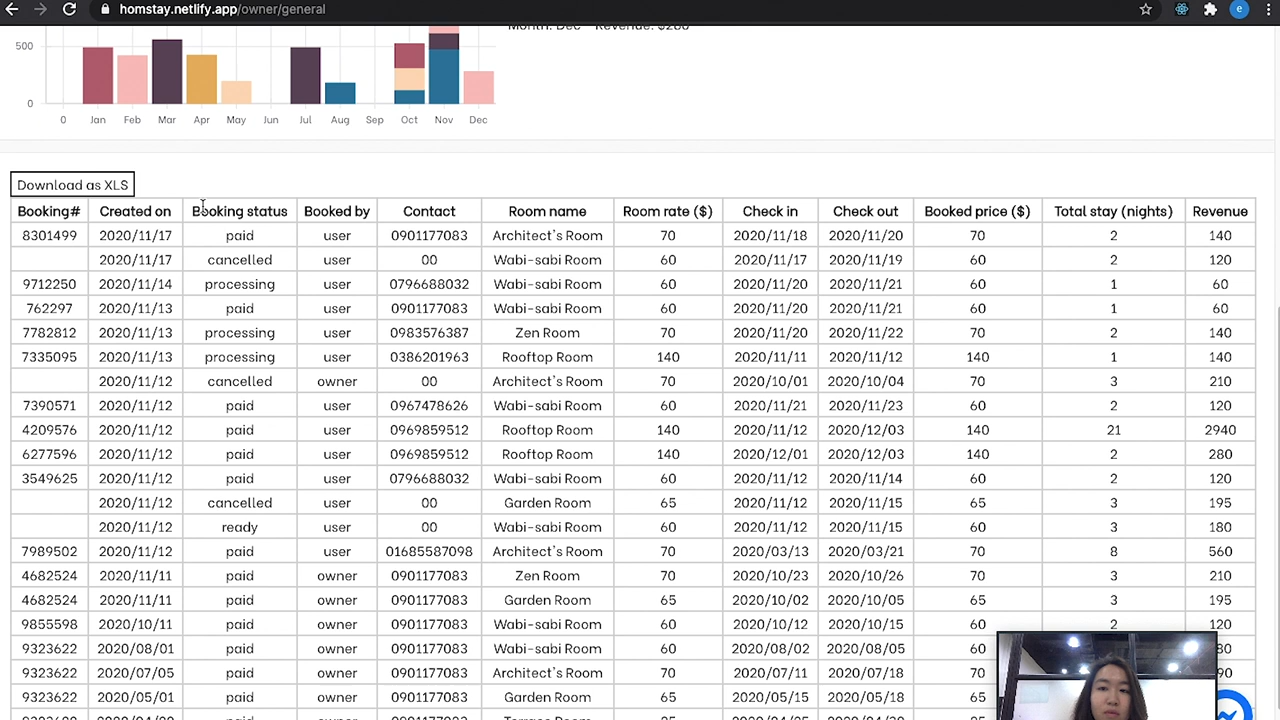 homstay.netlify.app/owner/general
e
500
0
0 Jan Feb Mar Apr May Jun Jul Aug Sep Oct Nov Dec
Month: Dec - Revenue: $280
Download as XLS
Booking# Created on Booking status Booked by Contact Room name Room rate ($) Check in Check out Booked price ($) Total stay (nights) Revenue
8301499 2020/11/17 paid user 0901177083 Architect's Room 70 2020/11/18 2020/11/20 70 2 140
2020/11/17 cancelled user 00 Wabi-sabi Room 60 2020/11/17 2020/11/19 60 2 120
9712250 2020/11/14 processing user 0796688032 Wabi-sabi Room 60 2020/11/20 2020/11/21 60 1 60
762297 2020/11/13 paid user 0901177083 Wabi-sabi Room 60 2020/11/20 2020/11/21 60 1 60
7782812 2020/11/13 processing user 0983576387 Zen Room 70 2020/11/20 2020/11/22 70 2 140
7335095 2020/11/13 processing user 0386201963 Rooftop Room 140 2020/11/11 2020/11/12 140 1 140
2020/11/12 cancelled owner 00 Architect's Room 70 2020/10/01 2020/10/04 70 3 210
7390571 2020/11/12 paid user 0967478626 Wabi-sabi Room 60 2020/11/21 2020/11/23 60 2 120
4209576 2020/11/12 paid user 0969859512 Rooftop Room 140 2020/11/12 2020/12/03 140 21 2940
6277596 2020/11/12 paid user 0969859512 Rooftop Room 140 2020/12/01 2020/12/03 140 2 280
3549625 2020/11/12 paid user 0796688032 Wabi-sabi Room 60 2020/11/12 2020/11/14 60 2 120
2020/11/12 cancelled user 00 Garden Room 65 2020/11/12 2020/11/15 65 3 195
2020/11/12 ready user 00 Wabi-sabi Room 60 2020/11/12 2020/11/15 60 3 180
7989502 2020/11/12 paid user 01685587098 Architect's Room 70 2020/03/13 2020/03/21 70 8 560
4682524 2020/11/11 paid owner 0901177083 Zen Room 70 2020/10/23 2020/10/26 70 3 210
4682524 2020/11/11 paid owner 0901177083 Garden Room 65 2020/10/02 2020/10/05 65 3 195
9855598 2020/10/11 paid owner 0901177083 Wabi-sabi Room 60 2020/10/12 2020/10/15 60 2 120
9323622 2020/08/01 paid owner 0901177083 Wabi-sabi Room 60 2020/08/02 2020/08/05 60
9323622 2020/07/05 paid owner 0901177083 Architect's Room 70 2020/07/11 2020/07/18 70
9323622 2020/05/01 paid owner 0901177083 Garden Room 65 2020/05/15 2020/05/18 65